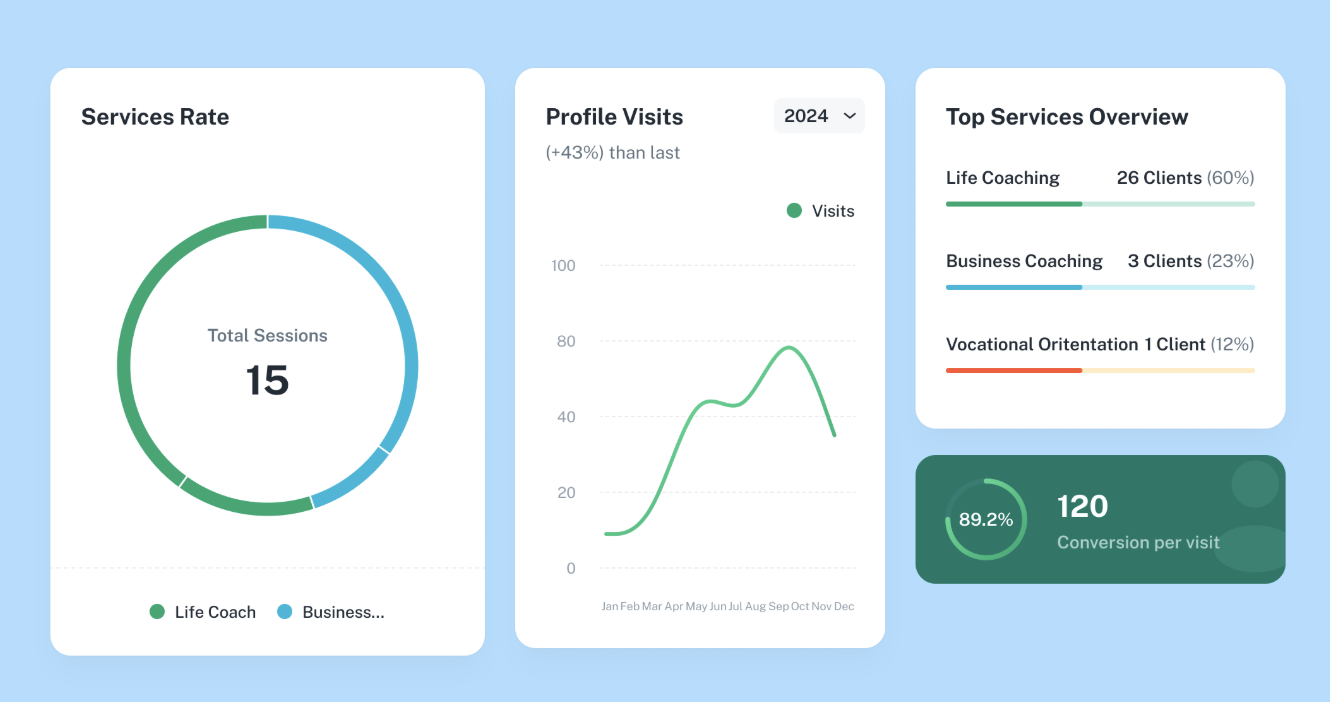 Services Rate
Total Sessions
15
Life Coach
Business...
Profile Visits
2024
(+43%) than last
Visits
100
80
40
20
0
Jan Feb Mar Apr May Jun Jul Aug Sep Oct Nov Dec
Top Services Overview
Life Coaching 26 Clients (60%)
Business Coaching 3 Clients (23%)
Vocational Oritentation 1 Client (12%)
89.2%
120
Conversion per visit